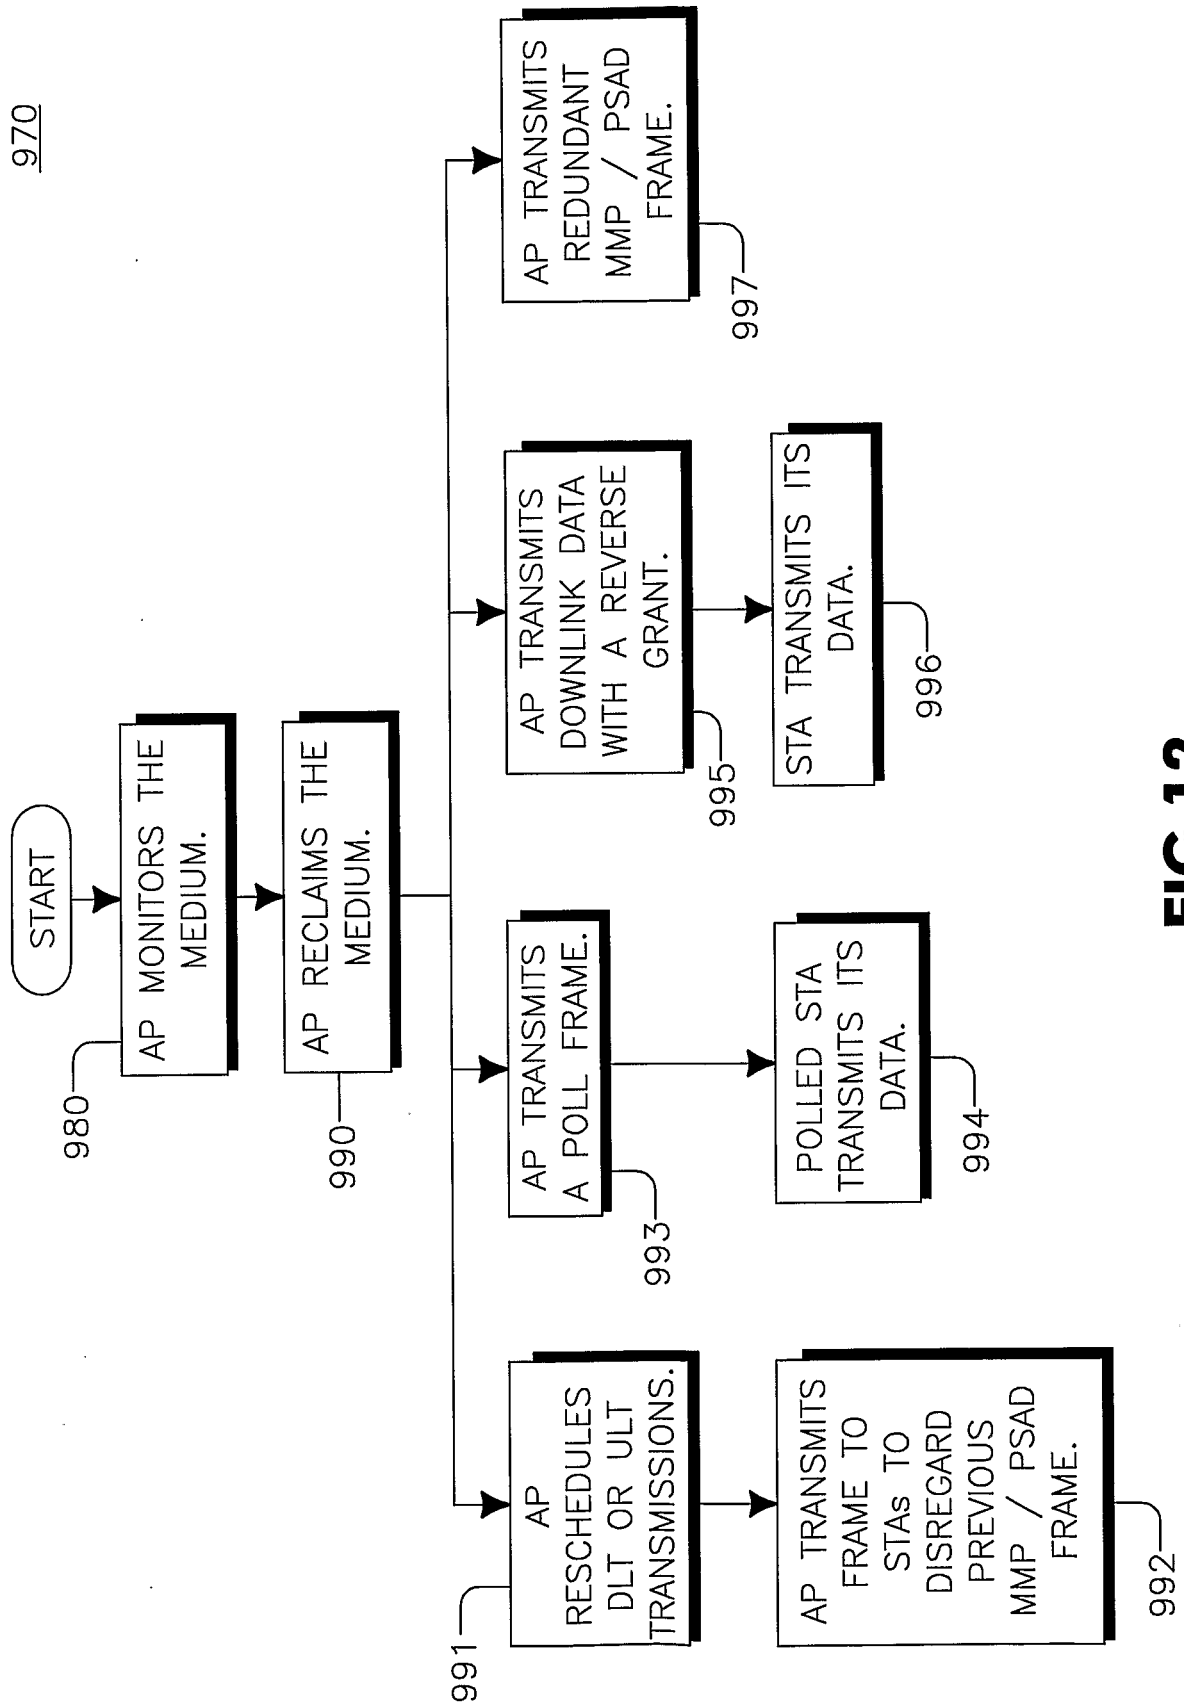 970
START
AP MONITORS THE
MEDIUM.
980
AP RECLAIMS THE
MEDIUM.
990
AP
RESCHEDULES
DLT OR ULT
TRANSMISSIONS.
991
AP TRANSMITS
FRAME TO
STAs TO
DISREGARD
PREVIOUS
MMP / PSAD
FRAME.
992
AP TRANSMITS
A POLL FRAME.
993
POLLED STA
TRANSMITS ITS
DATA.
994
AP TRANSMITS
DOWNLINK DATA
WITH A REVERSE
GRANT.
995
STA TRANSMITS ITS
DATA.
996
AP TRANSMITS
REDUNDANT
MMP / PSAD
FRAME.
997